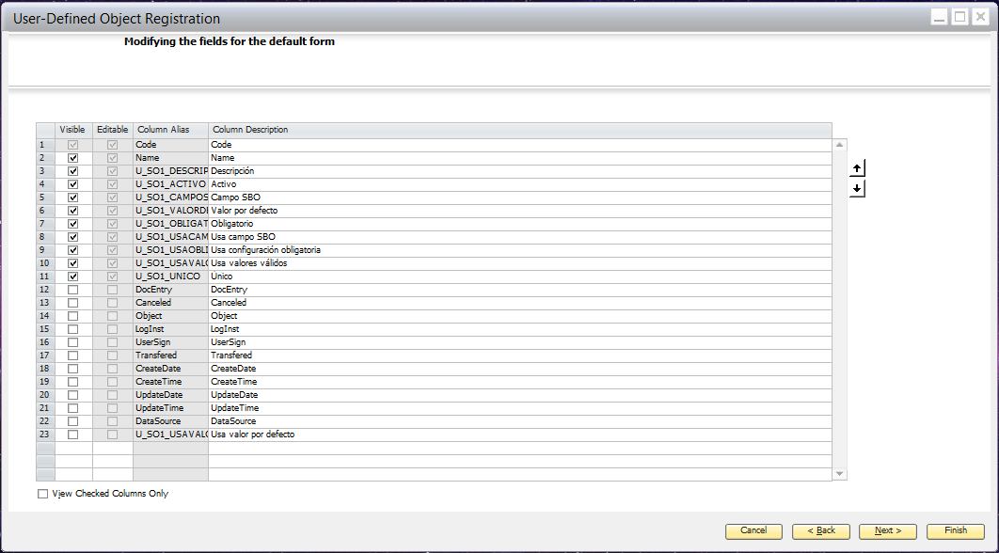 User-Defined Object Registration
Modifying the fields for the default form
Visible Editable Column Alias Column Description
1 Code Code
2 Name Name
3 U_SO1_DESCRIP Descripción
4 U_SO1_ACTIVO Activo
5 U_SO1_CAMPOS Campo SBO
6 U_SO1_VALORDE Valor por defecto
7 U_SO1_OBLIGAT Obligatorio
8 U_SO1_USACAM Usa campo SBO
9 U_SO1_USAOBLI Usa configuración obligatoria
10 U_SO1_USAVALO Usa valores válidos
11 U_SO1_UNICO Único
12 DocEntry DocEntry
13 Canceled Canceled
14 Object Object
15 LogInst LogInst
16 UserSign UserSign
17 Transfered Transfered
18 CreateDate CreateDate
19 CreateTime CreateTime
20 UpdateDate UpdateDate
21 UpdateTime UpdateTime
22 DataSource DataSource
23 U_SO1_USAVALO Usa valor por defecto
View Checked Columns Only
Cancel < Back Next > Finish